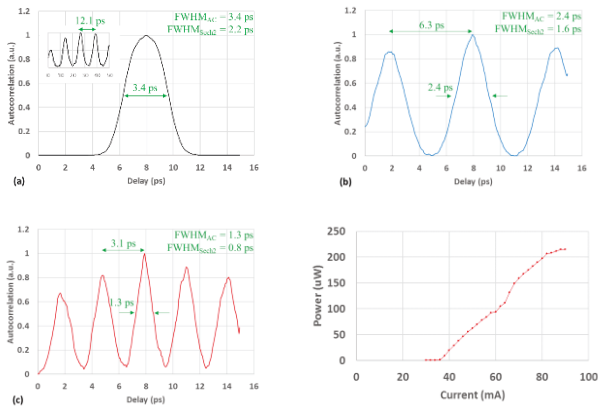 12.1 ps
FWHM_AC = 3.4 ps
FWHM_Sech2 = 2.2 ps
Autocorrelation (a.u.)
1.2
1
0.8
0.6
0.4
0.2
0
3.4 ps
0 2 4 6 8 10 12 14 16
Delay (ps)
(a)
6.3 ps
FWHM_AC = 2.4 ps
FWHM_Sech2 = 1.6 ps
Autocorrelation (a.u.)
1.2
1
0.8
0.6
0.4
0.2
0
2.4 ps
0 2 4 6 8 10 12 14 16
Delay (ps)
(b)
3.1 ps
FWHM_AC = 1.3 ps
FWHM_Sech2 = 0.8 ps
Autocorrelation (a.u.)
1.2
1
0.8
0.6
0.4
0.2
0
1.3 ps
0 2 4 6 8 10 12 14 16
Delay (ps)
(c)
Power (uW)
250
200
150
100
50
0
0 20 40 60 80 100
Current (mA)